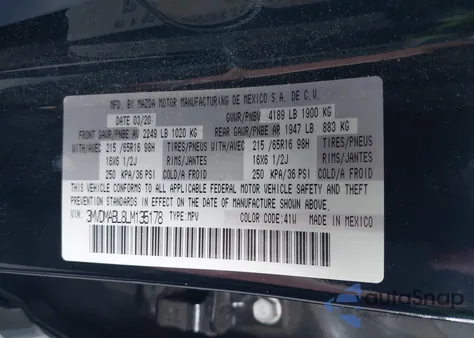 MFD. BY MAZDA MOTOR MANUFACTURING DE MEXICO S.A. DE C.V.
DATE 03/20 GVWR/PNBV 4189 LB 1900 KG
FRONT GAWR/PNBE AV 2249 LB 1020 KG REAR GAWR/PNBE AR 1947 LB 883 KG
WITH/AVEC 215 /65R16 98H TIRES/PNEUS WITH/AVEC 215 /65R16 98H TIRES/PNEUS
16X6 1/2J RIMS/JANTES 16X6 1/2J RIMS/JANTES
250 KPA/36 PSI COLD/A FROID 250 KPA/36 PSI COLD/A FROID
THIS VEHICLE CONFORMS TO ALL APPLICABLE FEDERAL MOTOR VEHICLE SAFETY AND THEFT
PREVENTION STANDARDS IN EFFECT ON THE DATE OF MANUFACTURE SHOWN ABOVE.
VIN: 3MVDMABL8LM135178 TYPE: MPV COLOR CODE: 41W MADE IN MEXICO
autoSnap